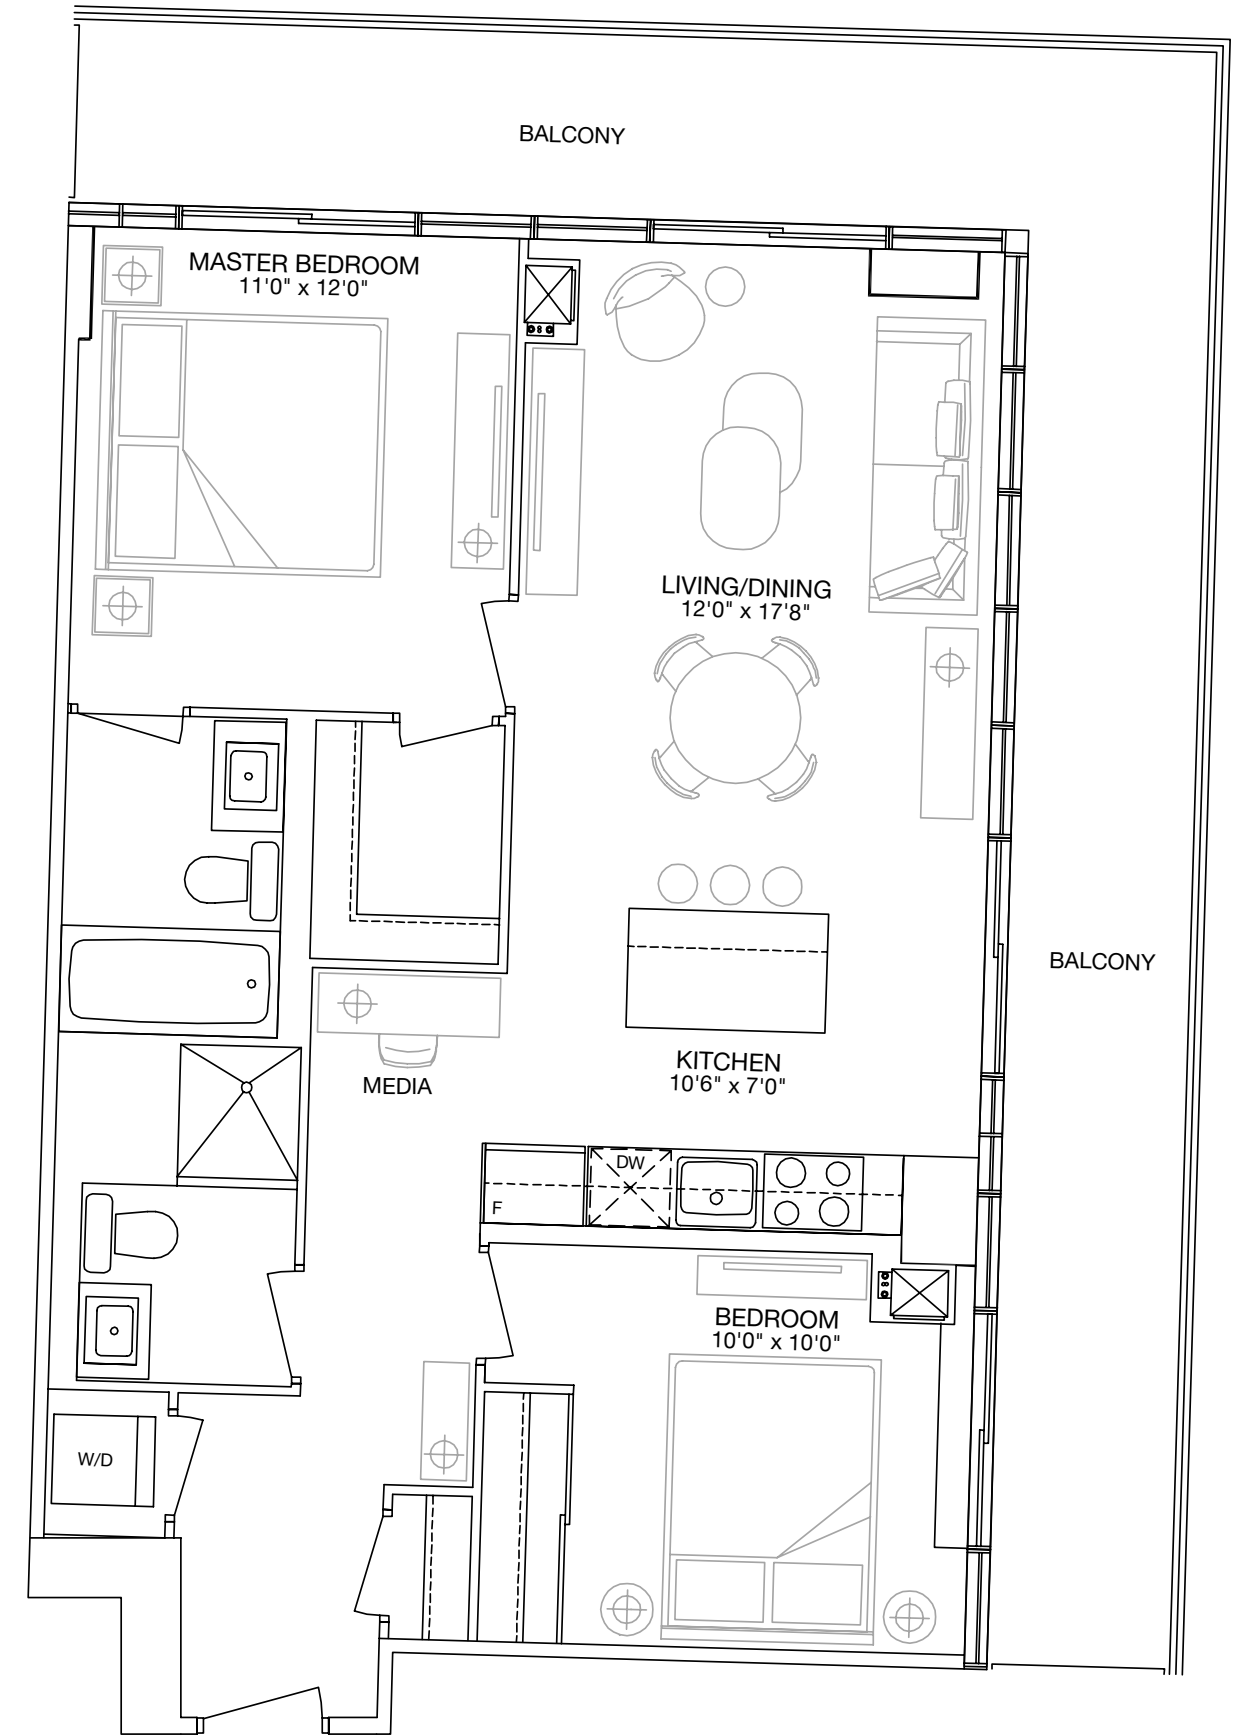 BALCONY
MASTER BEDROOM
11'0" x 12'0"
LIVING/DINING
12'0" x 17'8"
BALCONY
KITCHEN
10'6" x 7'0"
MEDIA
DW
F
BEDROOM
10'0" x 10'0"
W/D